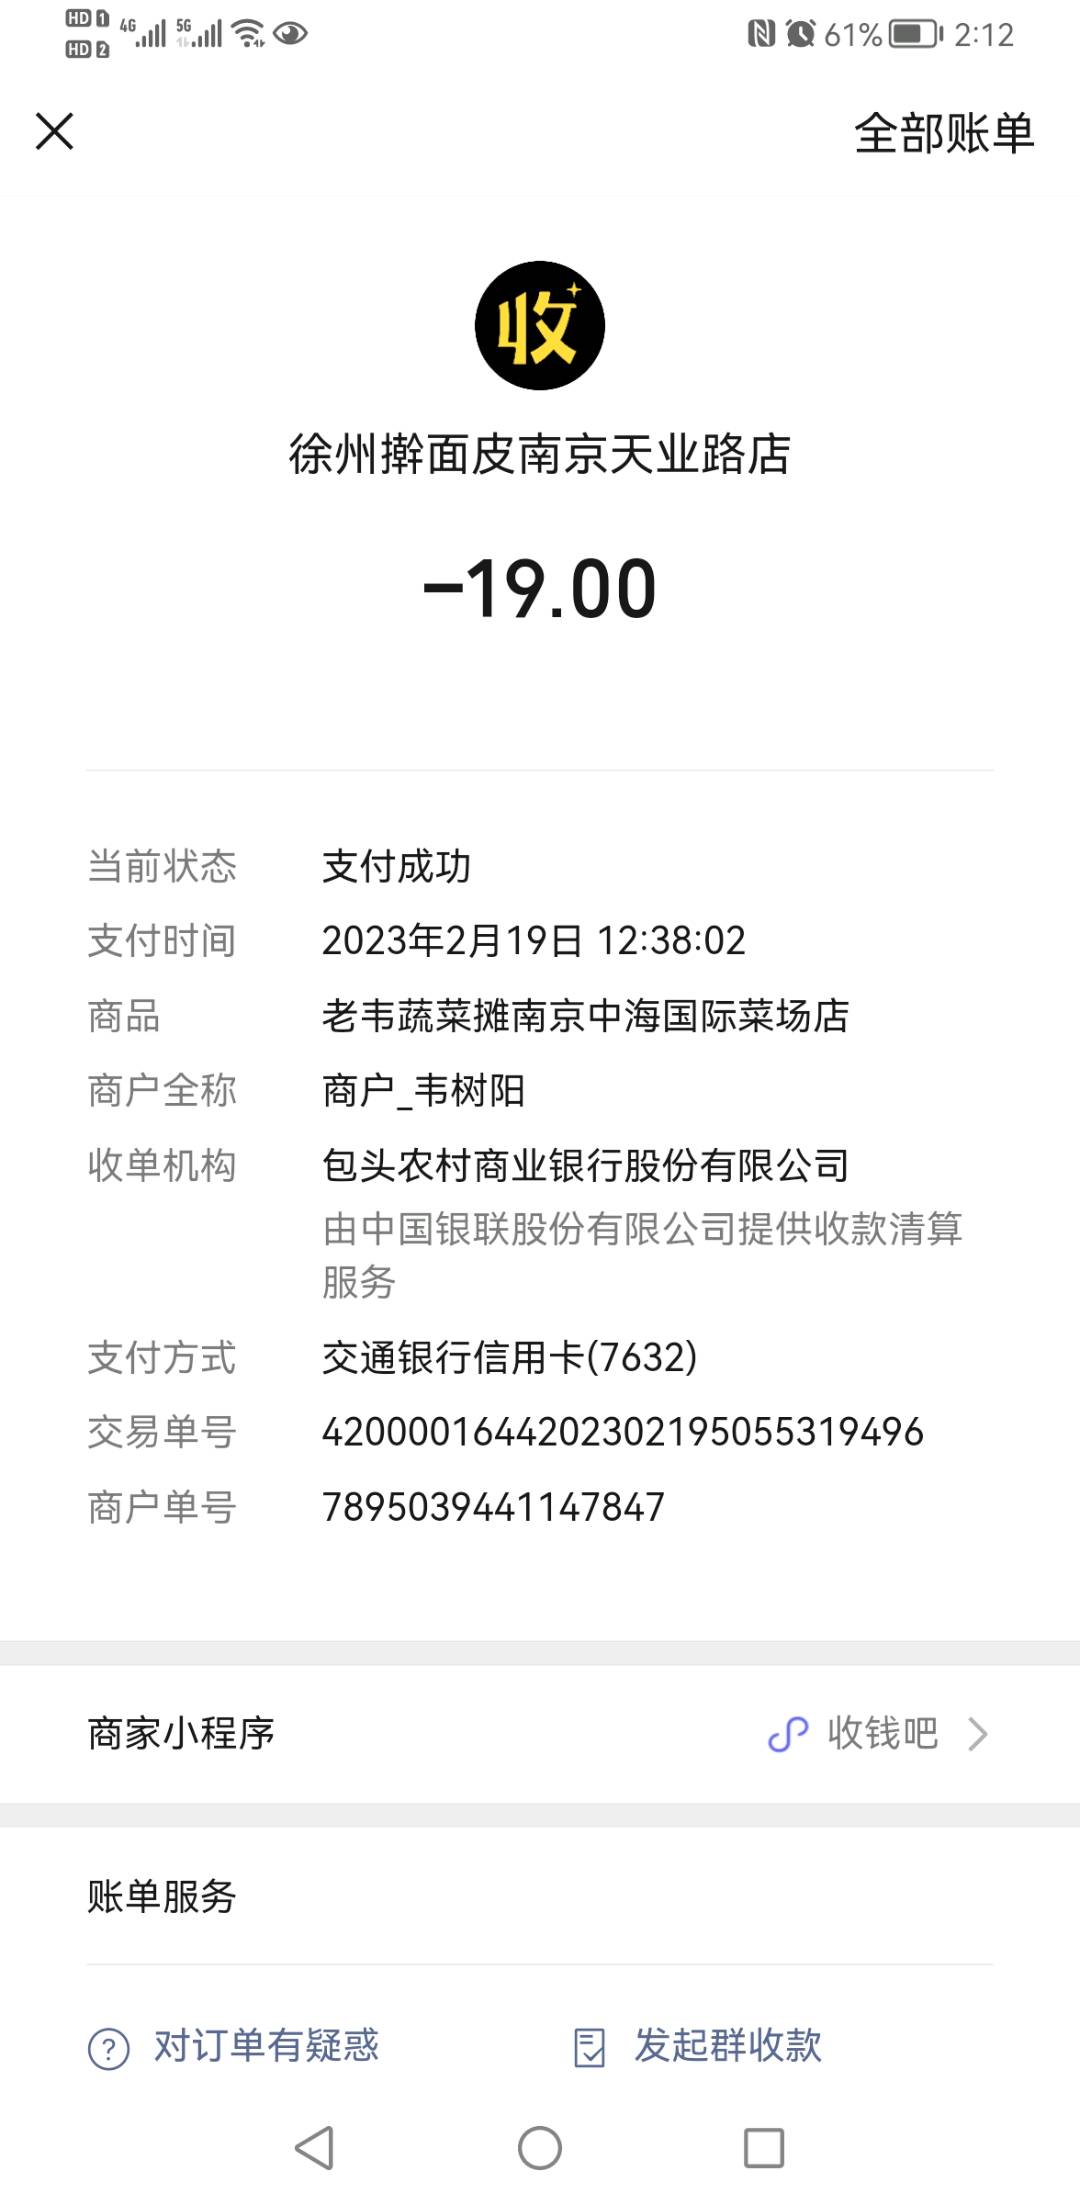 HD 1 4G 5G 61% 2:12
HD 2
全部账单
收
徐州擀面皮南京天业路店
-19.00
当前状态 支付成功
支付时间 2023年2月19日 12:38:02
商品 老韦蔬菜摊南京中海国际菜场店
商户全称 商户_韦树阳
收单机构 包头农村商业银行股份有限公司
由中国银联股份有限公司提供收款清算
服务
支付方式 交通银行信用卡(7632)
交易单号 4200001644202302195055319496
商户单号 7895039441147847
商家小程序 收钱吧
账单服务
? 对订单有疑惑 发起群收款